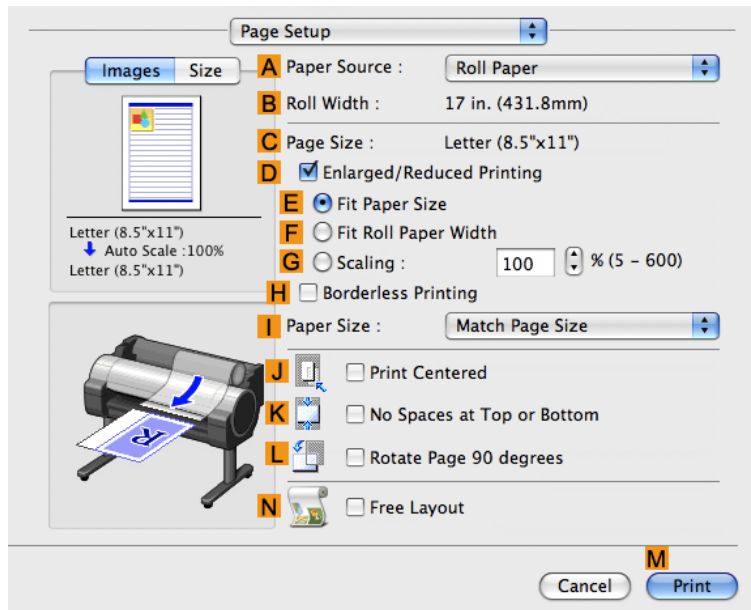 Page Setup
Images Size
A Paper Source : Roll Paper
B Roll Width : 17 in. (431.8mm)
C Page Size : Letter (8.5"x11")
D Enlarged/Reduced Printing
E Fit Paper Size
F Fit Roll Paper Width
G Scaling : 100 % (5 - 600)
Letter (8.5"x11")
Auto Scale :100%
Letter (8.5"x11")
H Borderless Printing
I Paper Size : Match Page Size
J Print Centered
K No Spaces at Top or Bottom
L Rotate Page 90 degrees
R
N Free Layout
M
Cancel Print